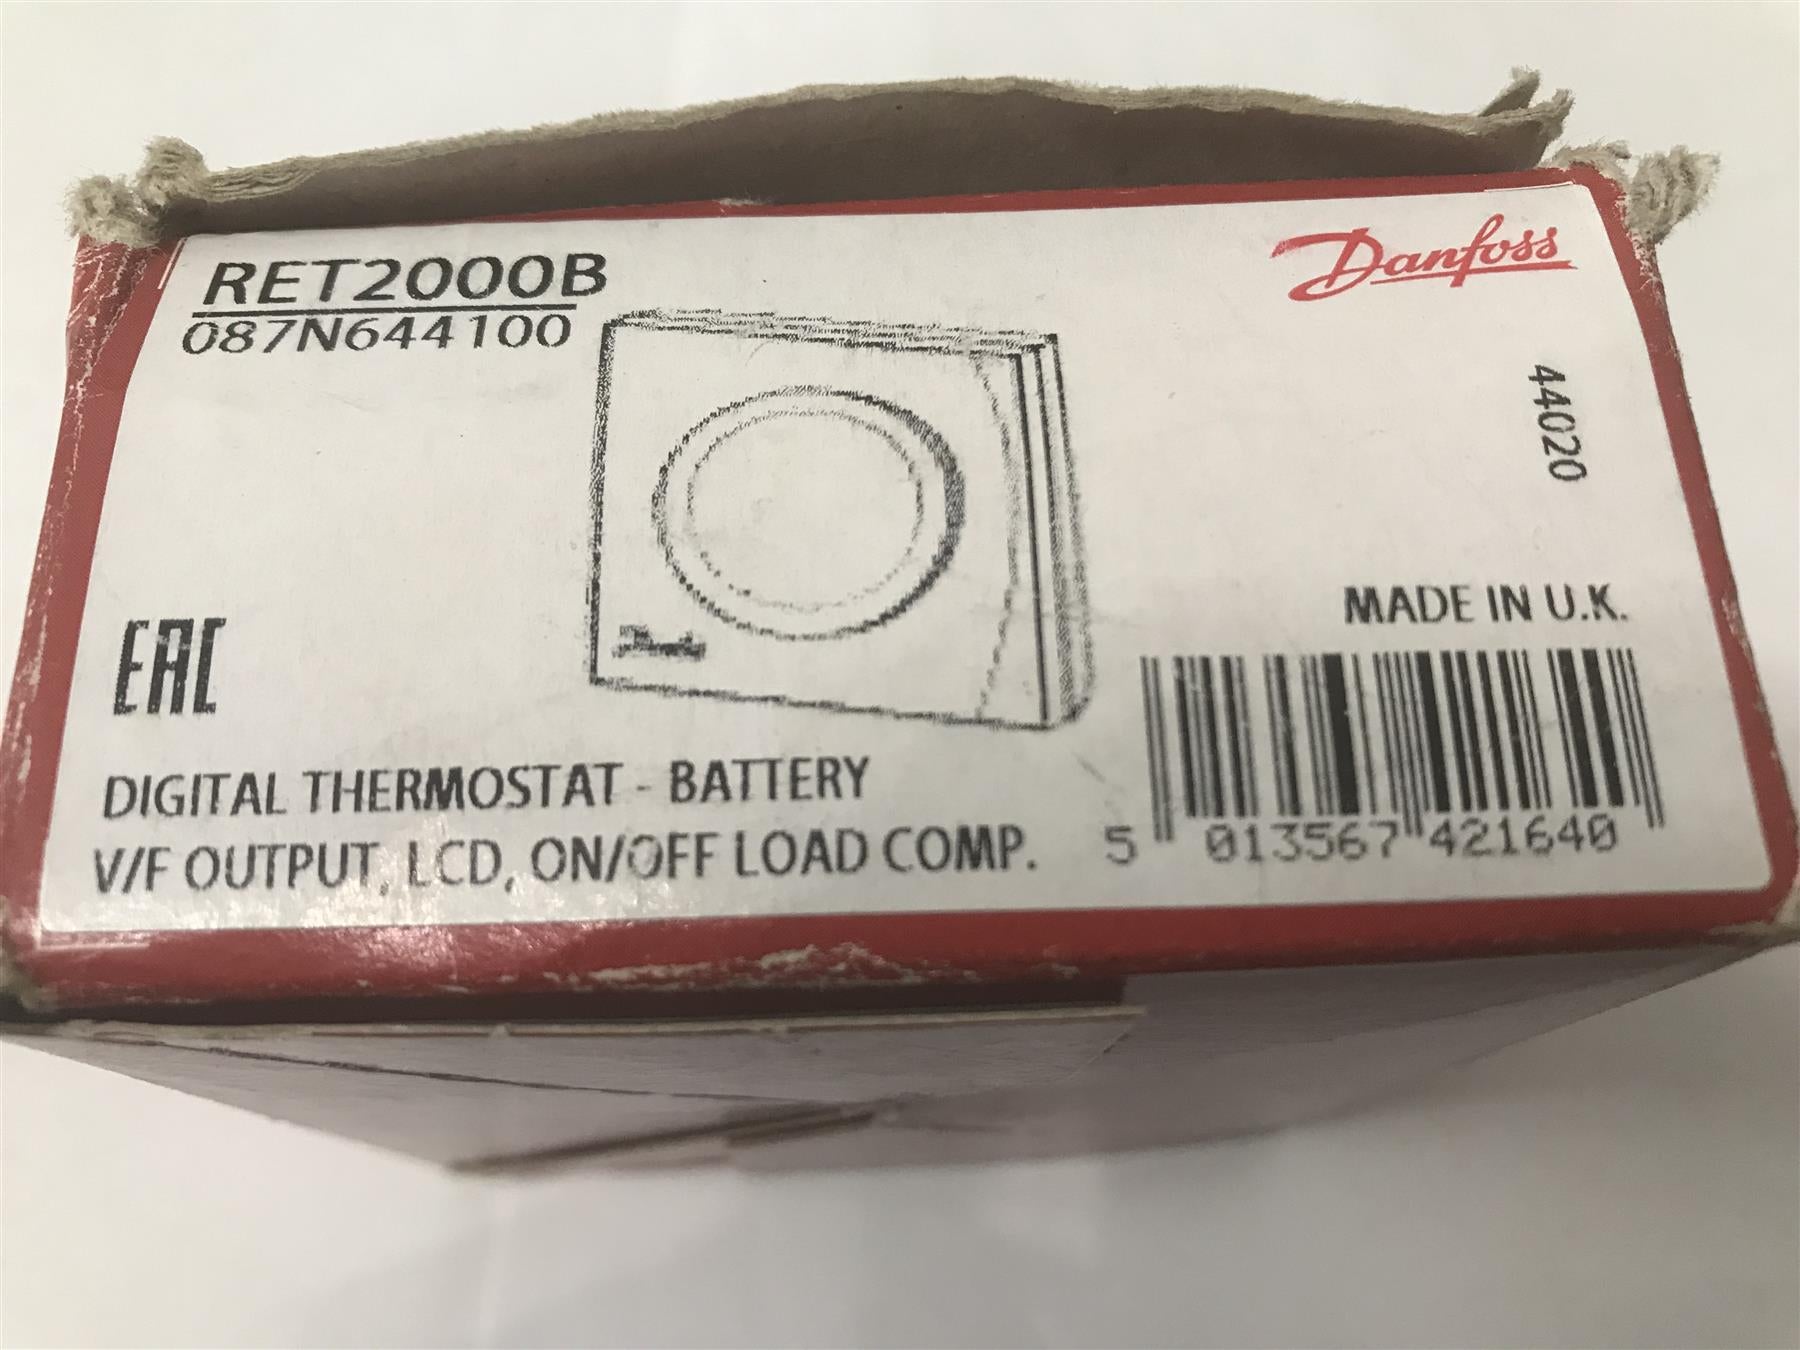 RET2000B
087N644100
Danfoss
44020
EAC
MADE IN U.K.
DIGITAL THERMOSTAT - BATTERY
V/F OUTPUT, LCD, ON/OFF LOAD COMP.
5 013567 421640